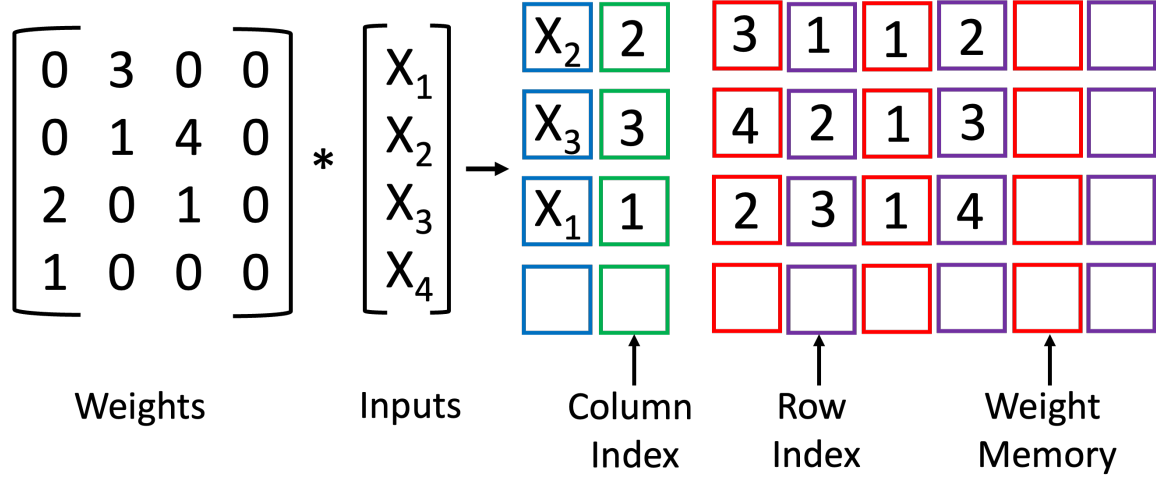 0 3 0 0
0 1 4 0
2 0 1 0
1 0 0 0
*
X₁
X₂
X₃
X₄
X₂ 2 3 1 1 2
X₃ 3 4 2 1 3
X₁ 1 2 3 1 4
Weights
Inputs
Column
Index
Row
Index
Weight
Memory